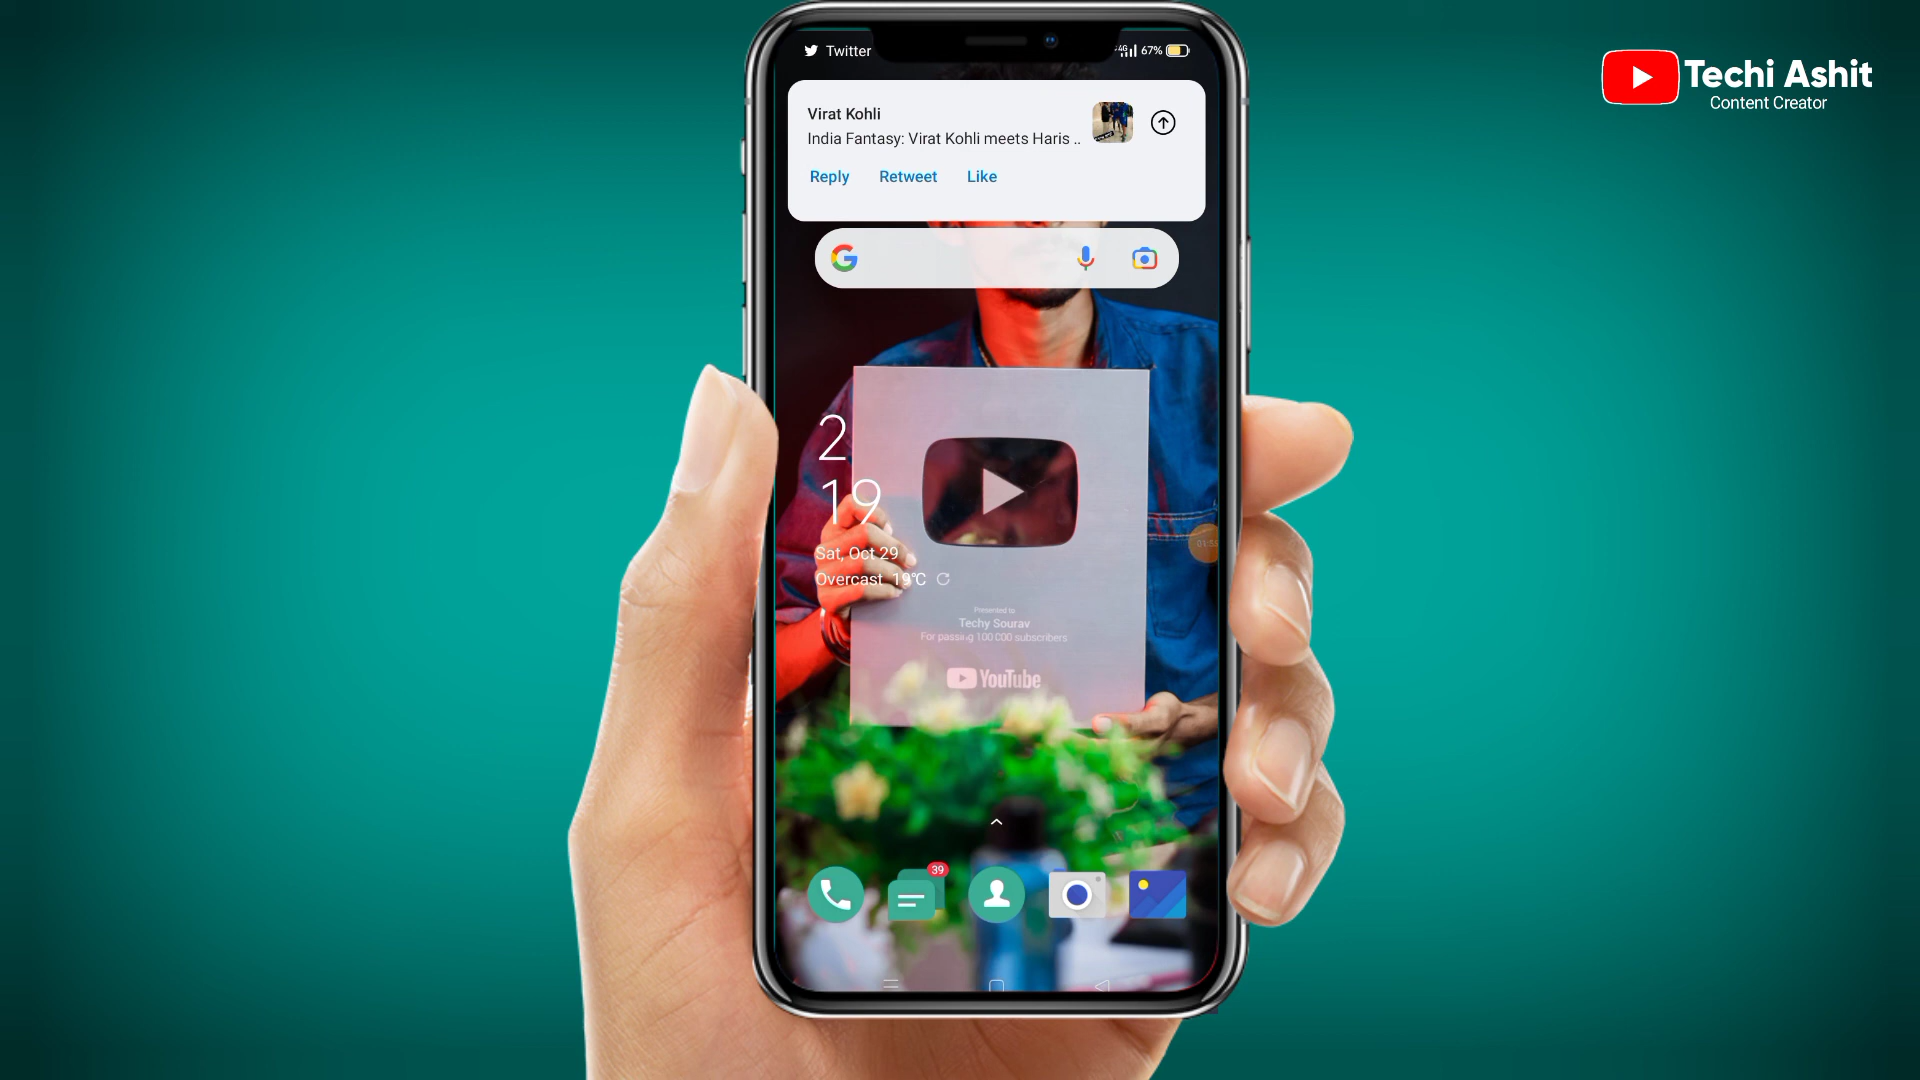 Twitter
4G 67%
Techi Ashit
Content Creator
Virat Kohli
India Fantasy: Virat Kohli meets Haris ..
Reply Retweet Like
2
19
Sat, Oct 29
Overcast 19°C
Presented to
Techy Sourav
For passing 100 000 subscribers
YouTube
39